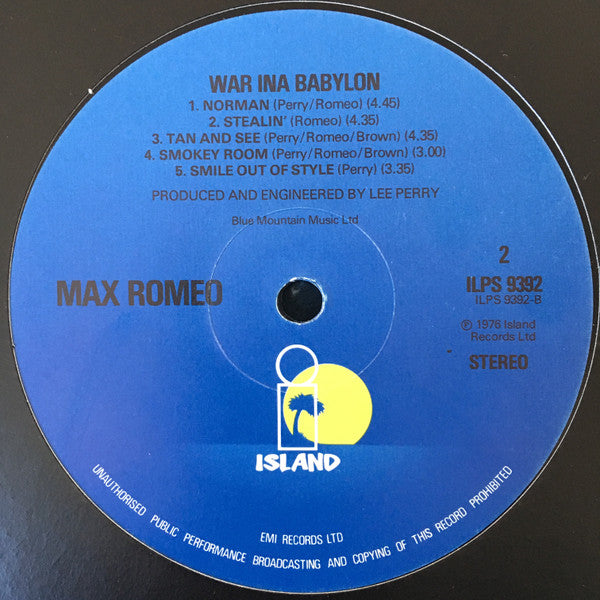 WAR INA BABYLON
1. NORMAN (Perry/Romeo) (4.45)
2. STEALIN' (Romeo) (4.35)
3. TAN AND SEE (Perry/Romeo/Brown) (4.35)
4. SMOKEY ROOM (Perry/Romeo/Brown) (3.00)
5. SMILE OUT OF STYLE (Perry) (3.35)
PRODUCED AND ENGINEERED BY LEE PERRY
Blue Mountain Music Ltd
MAX ROMEO
2
ILPS 9392
ILPS 9392-B
℗ 1976 Island
Records Ltd
STEREO
ISLAND
EMI RECORDS LTD
UNAUTHORISED PUBLIC PERFORMANCE BROADCASTING AND COPYING OF THIS RECORD PROHIBITED